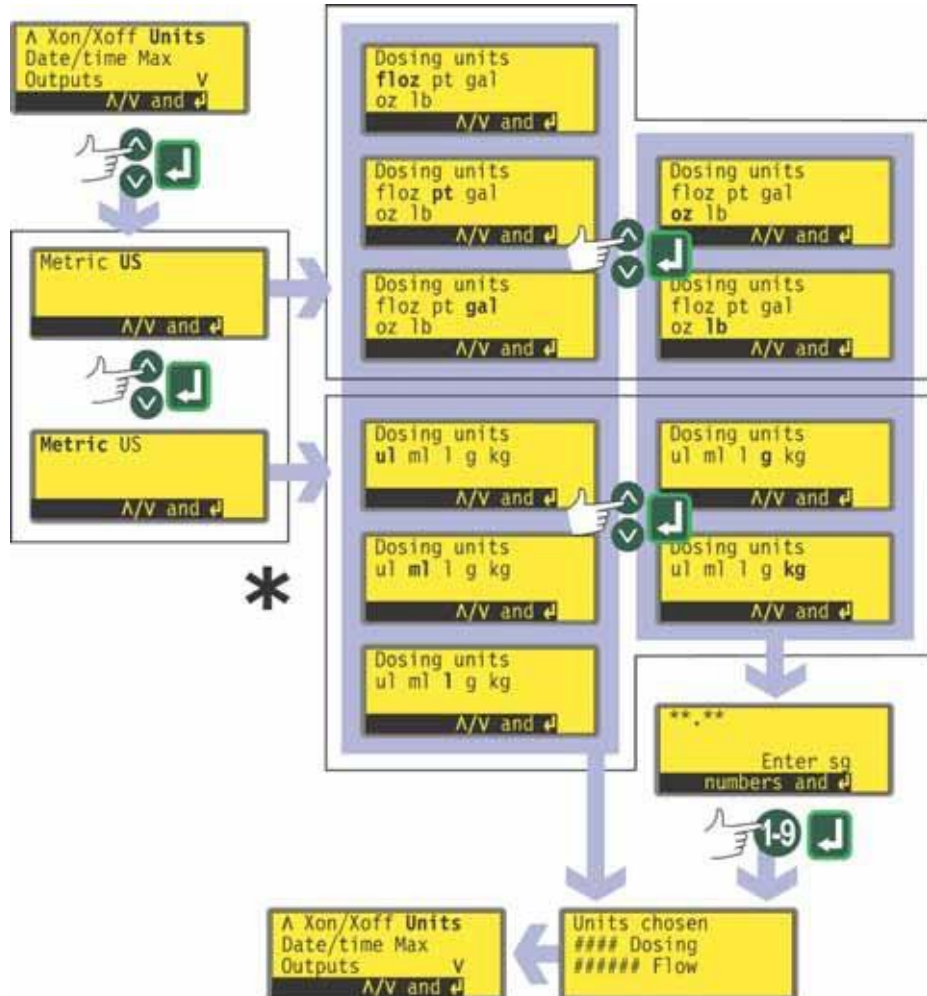 Λ Xon/Xoff Units
Date/time Max
Outputs V
Λ/V and ↲
Metric US
Λ/V and ↲
Metric US
Λ/V and ↲
*
Dosing units
floz pt gal
oz lb
Λ/V and ↲
Dosing units
floz pt gal
oz lb
Λ/V and ↲
Dosing units
floz pt gal
oz lb
Λ/V and ↲
Dosing units
floz pt gal
oz lb
Λ/V and ↲
Dosing units
floz pt gal
oz lb
Λ/V and ↲
Dosing units
ul ml l g kg
Λ/V and ↲
Dosing units
ul ml l g kg
Λ/V and ↲
Dosing units
ul ml l g kg
Λ/V and ↲
Dosing units
ul ml l g kg
Λ/V and ↲
Dosing units
ul ml l g kg
Λ/V and ↲
**.**
Enter sg
numbers and ↲
1-9
Units chosen
#### Dosing
###### Flow
Λ Xon/Xoff Units
Date/time Max
Outputs V
Λ/V and ↲